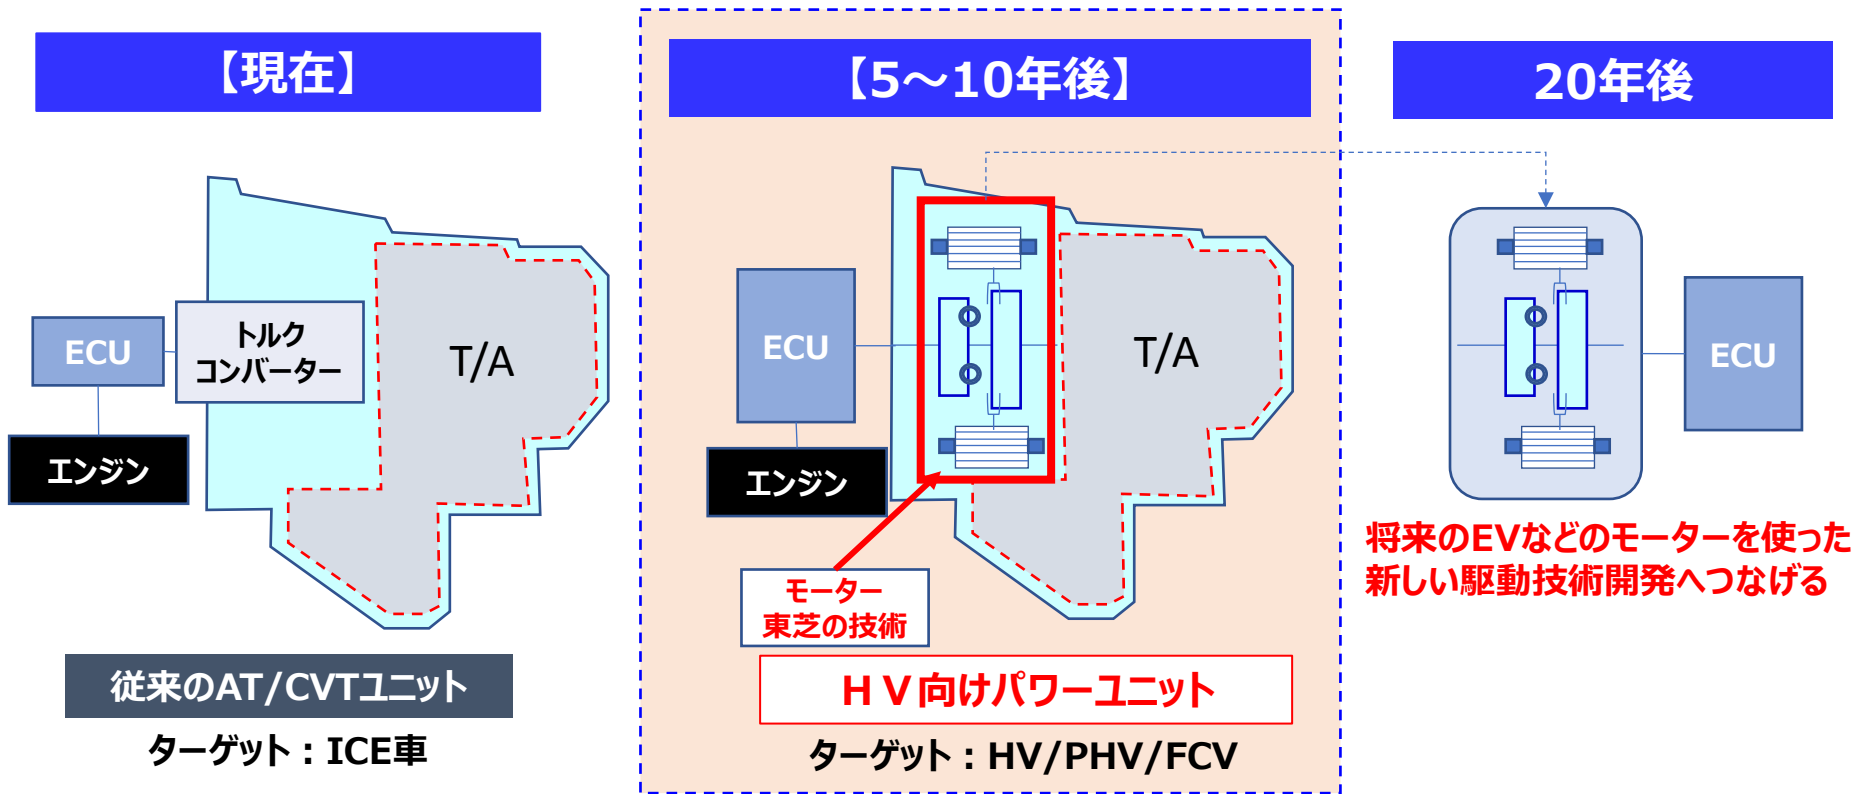 【現在】
ECU
トルク
コンバーター
T/A
エンジン
従来のAT/CVTユニット
ターゲット：ICE車
【5～10年後】
ECU
T/A
エンジン
モーター
東芝の技術
ＨＶ向けパワーユニット
ターゲット：HV/PHV/FCV
20年後
ECU
将来のEVなどのモーターを使った
新しい駆動技術開発へつなげる